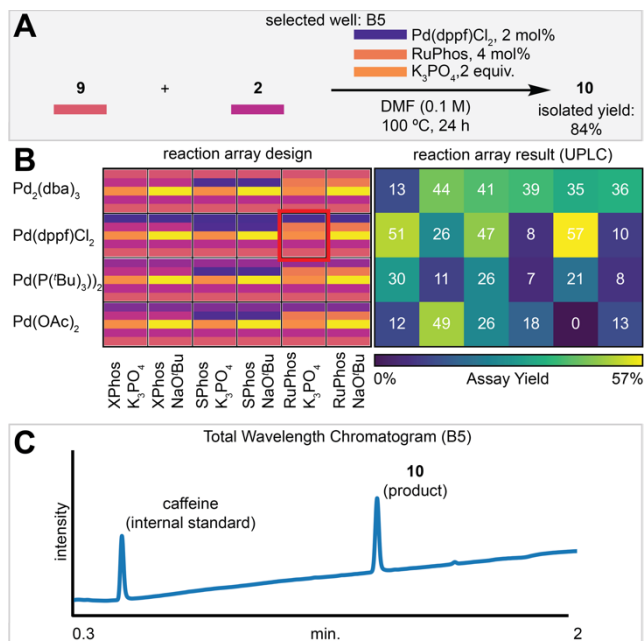 A
selected well: B5
Pd(dppf)Cl₂, 2 mol%
RuPhos, 4 mol%
K₃PO₄,2 equiv.
9 + 2 10
DMF (0.1 M)
100 ºC, 24 h
isolated yield:
84%
B
reaction array design reaction array result (UPLC)
Pd₂(dba)₃ 13 44 41 39 35 36
Pd(dppf)Cl₂ 51 26 47 8 57 10
Pd(P(ᵗBu)₃)₂ 30 11 26 7 21 8
Pd(OAc)₂ 12 49 26 18 0 13
XPhos K₃PO₄
XPhos NaOᵗBu
SPhos K₃PO₄
SPhos NaOᵗBu
RuPhos K₃PO₄
RuPhos NaOᵗBu
0% Assay Yield 57%
C
Total Wavelength Chromatogram (B5)
intensity
caffeine
(internal standard)
10
(product)
0.3 min. 2